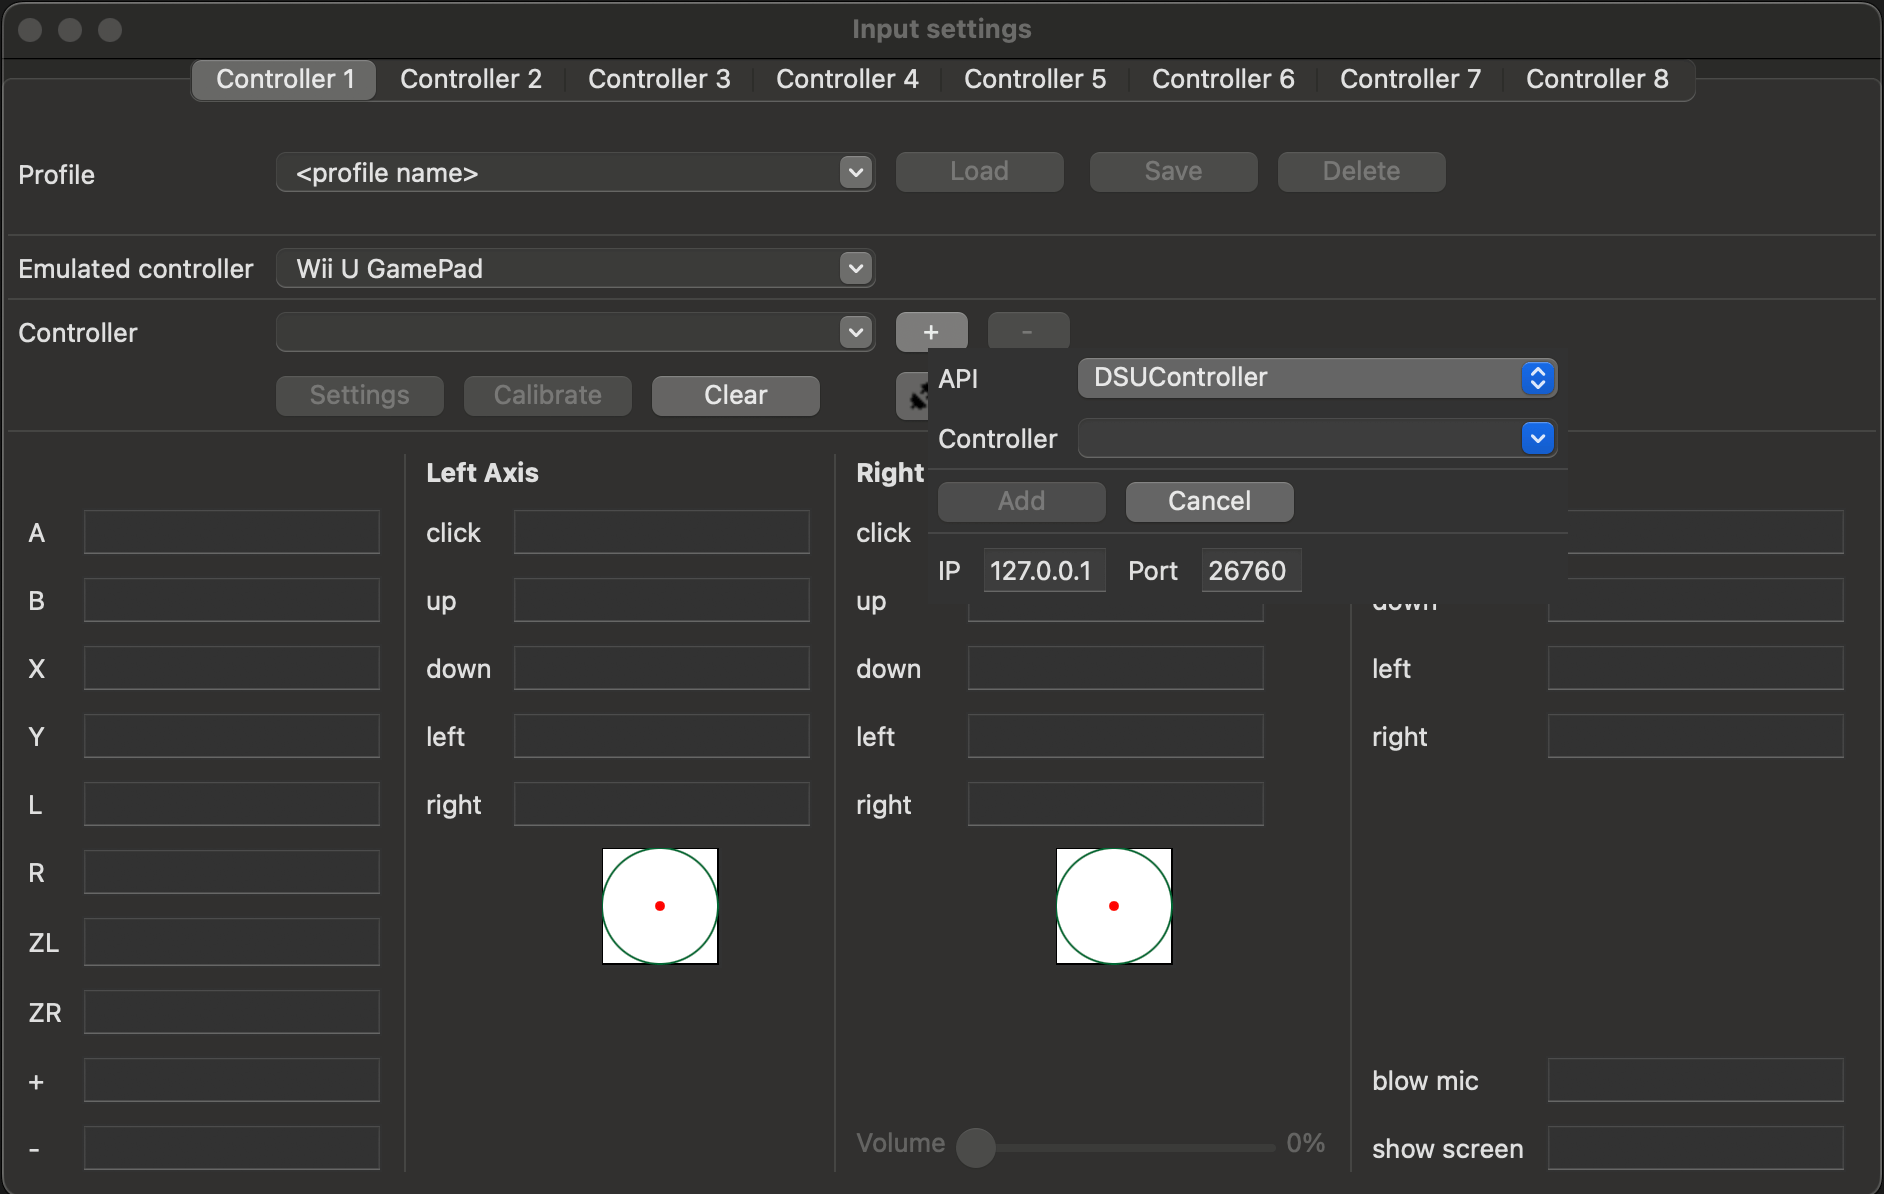 Input settings
Controller 1 Controller 2 Controller 3 Controller 4 Controller 5 Controller 6 Controller 7 Controller 8
Profile <profile name> Load Save Delete
Emulated controller Wii U GamePad
Controller + -
Settings Calibrate Clear
API DSUController
Controller
Add Cancel
IP 127.0.0.1 Port 26760
Left Axis Right
A click click
B up up down
X down down left
Y left left right
L right right
R
ZL
ZR
+ blow mic
- Volume 0% show screen